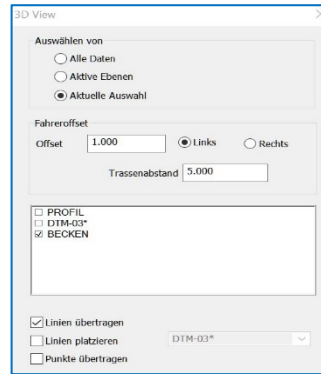 3D View
Auswählen von
Alle Daten
Aktive Ebenen
Aktuelle Auswahl
Fahreroffset
Offset 1.000 Links Rechts
Trassenabstand 5.000
PROFIL
DTM-03*
BECKEN
Linien übertragen
Linien platzieren DTM-03*
Punkte übertragen